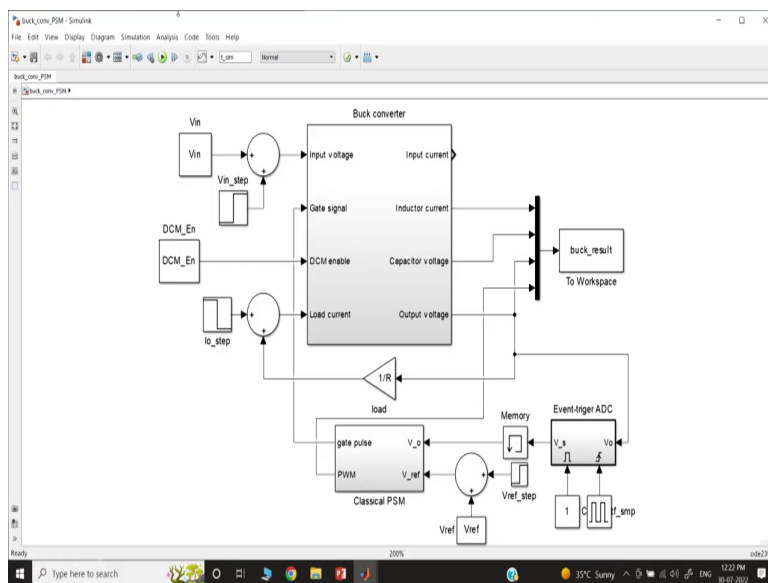 buck_conv_PSM - Simulink
File Edit View Display Diagram Simulation Analysis Code Tools Help
t_sim
Normal
buck_conv_PSM
buck_conv_PSM
Vin
Vin
Vin_step
DCM_En
DCM_En
Io_step
Buck converter
Input voltage
Input current
Gate signal
Inductor current
DCM enable
Capacitor voltage
Load current
Output voltage
buck_result
To Workspace
1/R
load
gate pulse
V_o
PWM
V_ref
Classical PSM
Memory
Vref_step
Vref
Vref
Event-triger ADC
V_s
Vo
1
C
f_smp
Ready
200%
Type here to search
35°C Sunny
ENG
12:22 PM
30-07-2022